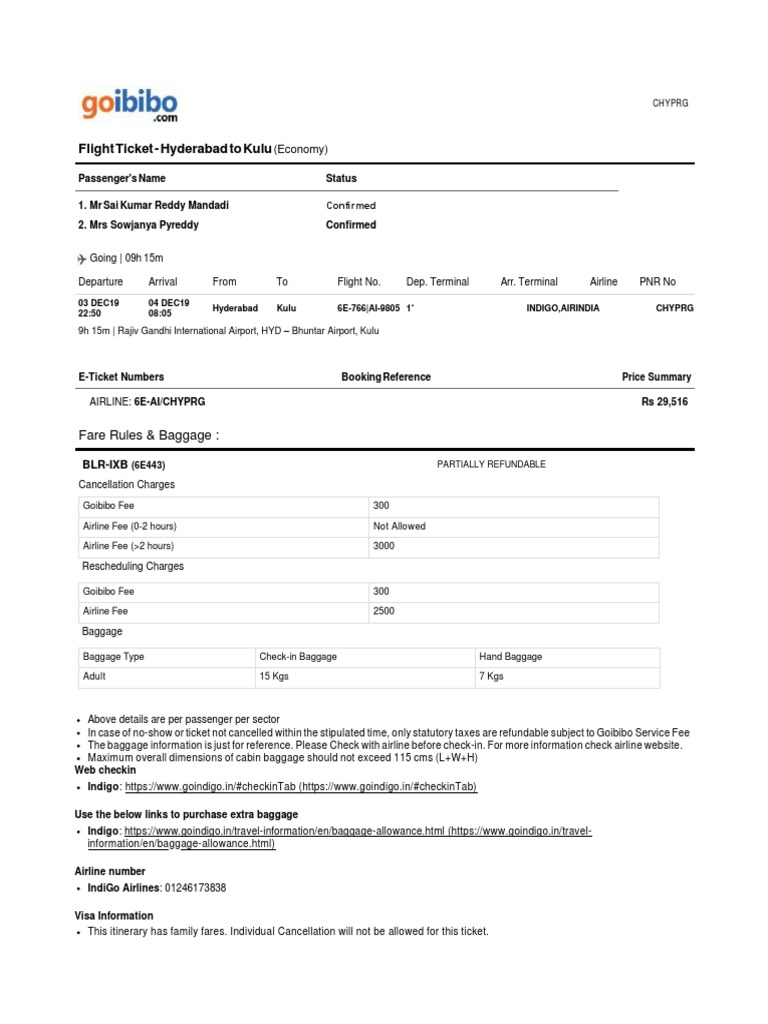 goibibo
.com
CHYPRG
Flight Ticket - Hyderabad to Kulu (Economy)
Passenger's Name Status
1. Mr Sai Kumar Reddy Mandadi Confirmed
2. Mrs Sowjanya Pyreddy Confirmed
Going | 09h 15m
Departure Arrival From To Flight No. Dep. Terminal Arr. Terminal Airline PNR No
03 DEC19 04 DEC19 Hyderabad Kulu 6E-766|AI-9805 1` INDIGO,AIRINDIA CHYPRG
22:50 08:05
9h 15m | Rajiv Gandhi International Airport, HYD – Bhuntar Airport, Kulu
E-Ticket Numbers Booking Reference Price Summary
AIRLINE: 6E-AI/CHYPRG Rs 29,516
Fare Rules & Baggage :
BLR-IXB (6E443) PARTIALLY REFUNDABLE
Cancellation Charges
Goibibo Fee 300
Airline Fee (0-2 hours) Not Allowed
Airline Fee (>2 hours) 3000
Rescheduling Charges
Goibibo Fee 300
Airline Fee 2500
Baggage
Baggage Type Check-in Baggage Hand Baggage
Adult 15 Kgs 7 Kgs
• Above details are per passenger per sector
• In case of no-show or ticket not cancelled within the stipulated time, only statutory taxes are refundable subject to Goibibo Service Fee
• The baggage information is just for reference. Please Check with airline before check-in. For more information check airline website.
• Maximum overall dimensions of cabin baggage should not exceed 115 cms (L+W+H)
Web checkin
• Indigo: https://www.goindigo.in/#checkinTab (https://www.goindigo.in/#checkinTab)
Use the below links to purchase extra baggage
• Indigo: https://www.goindigo.in/travel-information/en/baggage-allowance.html (https://www.goindigo.in/travel-
information/en/baggage-allowance.html)
Airline number
• IndiGo Airlines: 01246173838
Visa Information
• This itinerary has family fares. Individual Cancellation will not be allowed for this ticket.